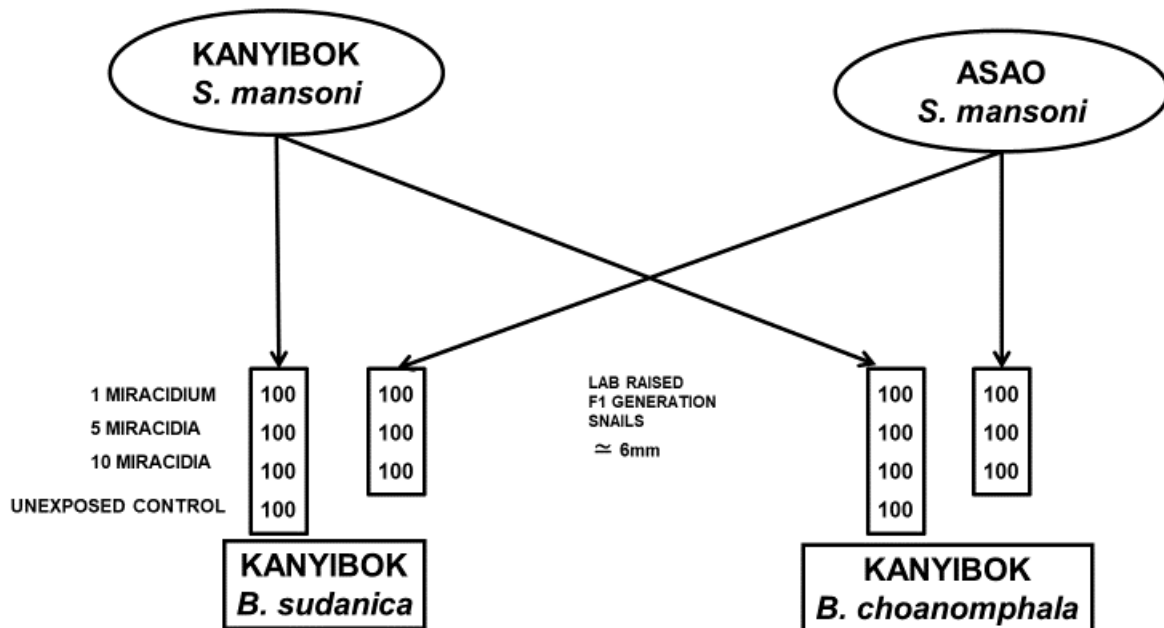 KANYIBOK
S. mansoni
ASAO
S. mansoni
1 MIRACIDIUM
5 MIRACIDIA
10 MIRACIDIA
UNEXPOSED CONTROL
100
100
100
100
100
100
100
LAB RAISED
F1 GENERATION
SNAILS
≃ 6mm
100
100
100
100
100
100
100
KANYIBOK
B. sudanica
KANYIBOK
B. choanomphala